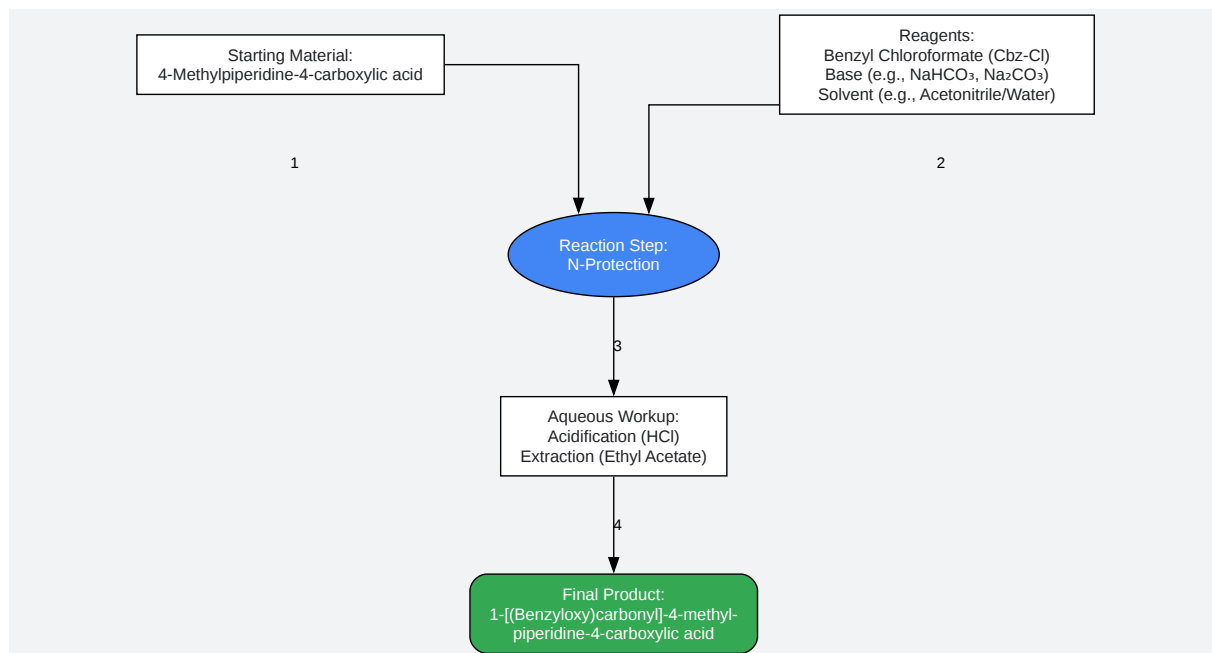 Starting Material:
4-Methylpiperidine-4-carboxylic acid
Reagents:
Benzyl Chloroformate (Cbz-Cl)
Base (e.g., NaHCO₃, Na₂CO₃)
Solvent (e.g., Acetonitrile/Water)
1
2
Reaction Step:
N-Protection
3
Aqueous Workup:
Acidification (HCl)
Extraction (Ethyl Acetate)
4
Final Product:
1-[(Benzyloxy)carbonyl]-4-methyl-
piperidine-4-carboxylic acid